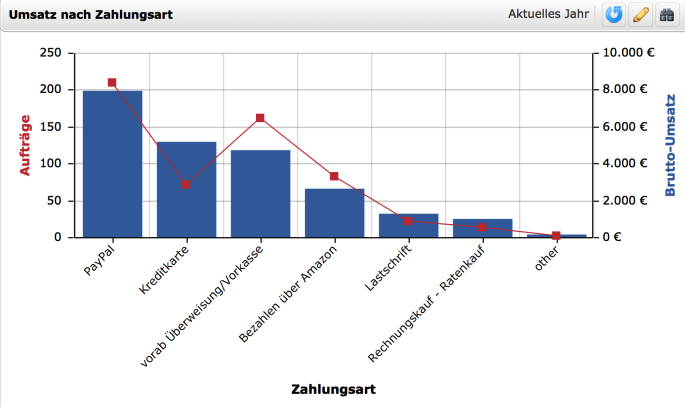 Umsatz nach Zahlungsart
Aktuelles Jahr
250
200
150
100
50
0
Aufträge
10.000 €
8.000 €
6.000 €
4.000 €
2.000 €
0 €
Brutto-Umsatz
PayPal
Kreditkarte
vorab Überweisung/Vorkasse
Bezahlen über Amazon
Lastschrift
Rechnungskauf - Ratenkauf
other
Zahlungsart